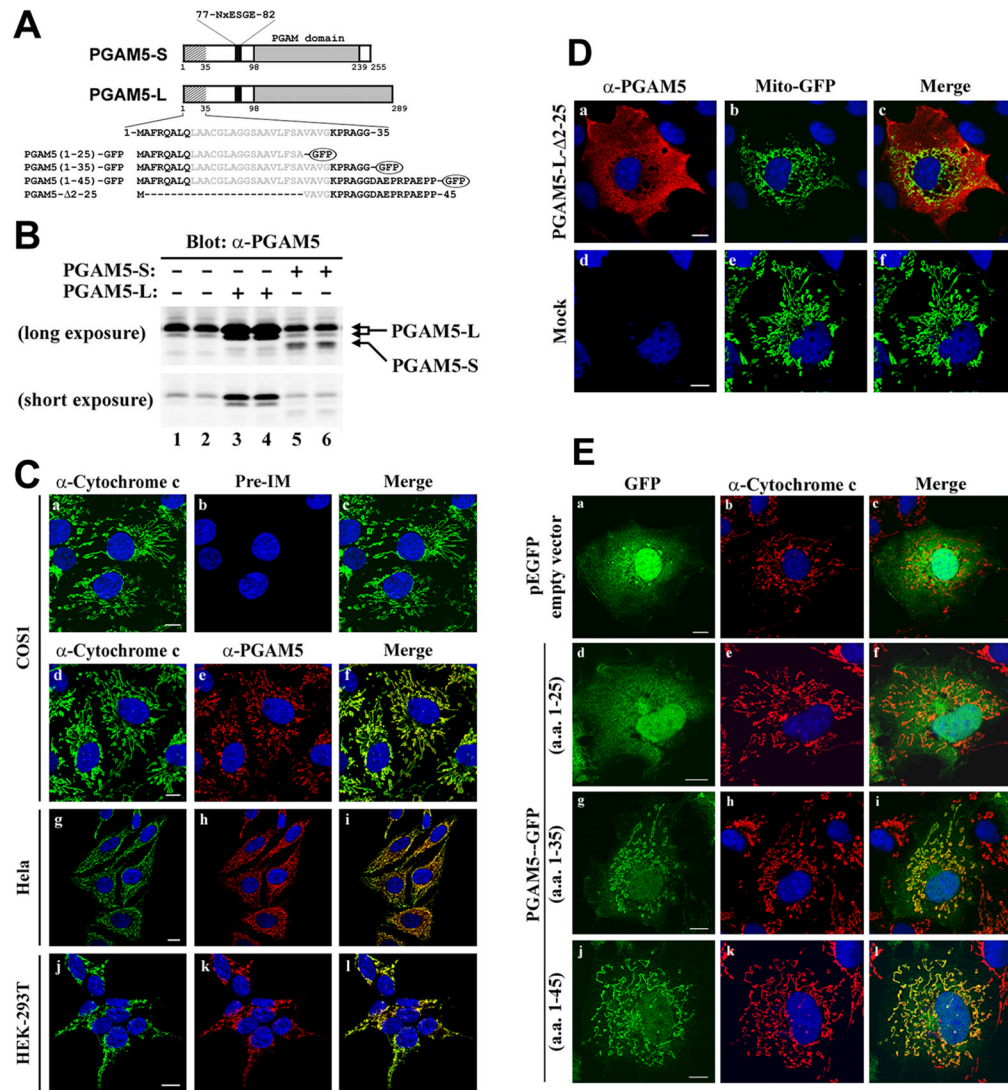 A
77-NxESGE-82
PGAM domain
PGAM5-S
1 35 98 239 255
PGAM5-L
1 35 98 289
1-MAFRQALQLAACGLAGGSAAVLFSAVAVGKPRAGG-35
PGAM5(1-25)-GFP MAFRQALQLAACGLAGGSAAVLFSA-GFP
PGAM5(1-35)-GFP MAFRQALQLAACGLAGGSAAVLFSAVAVGKPRAGG-GFP
PGAM5(1-45)-GFP MAFRQALQLAACGLAGGSAAVLFSAVAVGKPRAGGDAEPRPAEPP-GFP
PGAM5-Δ2-25 M------------------------VAVGKPRAGGDAEPRPAEPP-45
B
Blot: α-PGAM5
PGAM5-S: – – – – + +
PGAM5-L: – – + + – –
(long exposure)
PGAM5-L
PGAM5-S
(short exposure)
1 2 3 4 5 6
C
α-Cytochrome c Pre-IM Merge
a b c
COS1
α-Cytochrome c α-PGAM5 Merge
d e f
g h i
Hela
j k l
HEK-293T
D
α-PGAM5 Mito-GFP Merge
a b c
PGAM5-L-Δ2-25
d e f
Mock
E
GFP α-Cytochrome c Merge
a b c
pEGFP
empty vector
d e f
(a.a. 1-25)
PGAM5--GFP
g h i
(a.a. 1-35)
j k l
(a.a. 1-45)